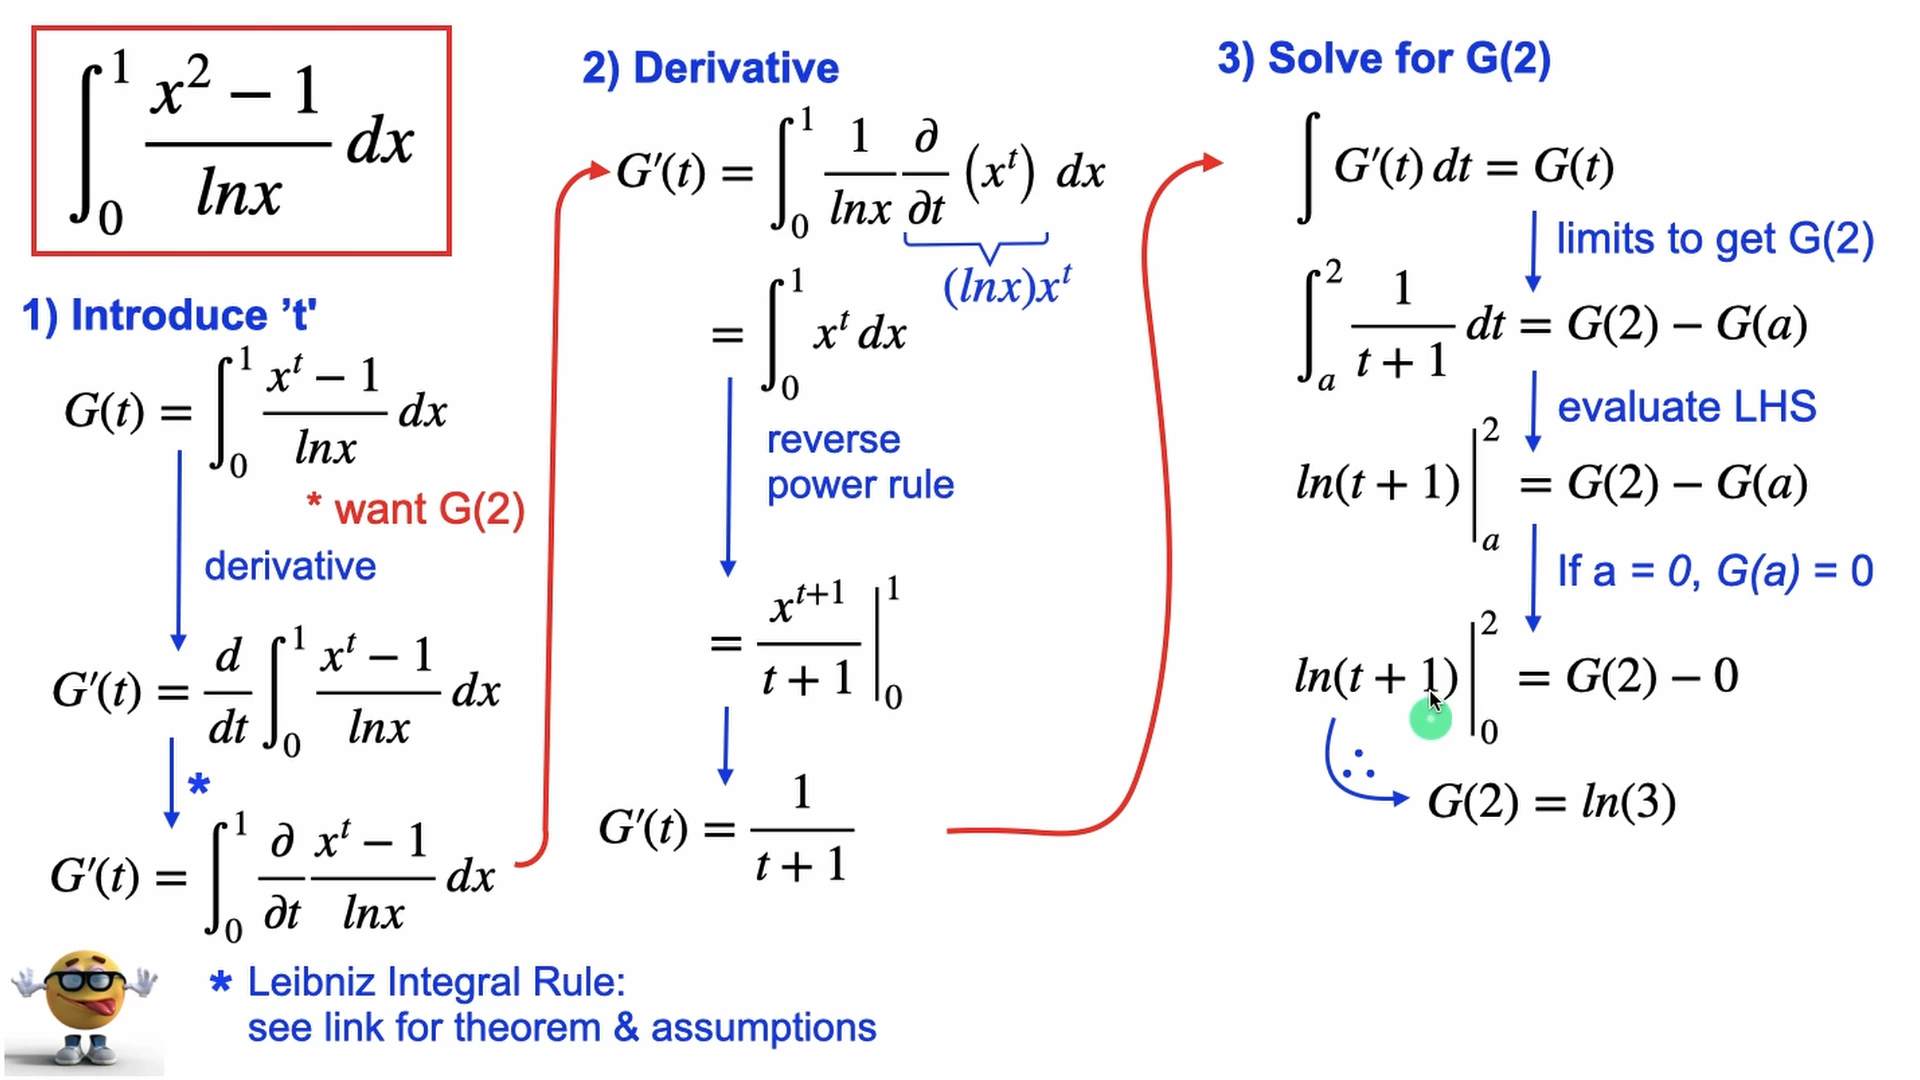 ∫₀¹ (x² − 1)/(lnx) dx
1) Introduce ’t'
G(t) = ∫₀¹ (xᵗ − 1)/(lnx) dx
* want G(2)
derivative
G′(t) = d/dt ∫₀¹ (xᵗ − 1)/(lnx) dx
*
G′(t) = ∫₀¹ ∂/∂t (xᵗ − 1)/(lnx) dx
* Leibniz Integral Rule:
see link for theorem & assumptions
2) Derivative
G′(t) = ∫₀¹ 1/(lnx) ∂/∂t (xᵗ) dx
(lnx)xᵗ
= ∫₀¹ xᵗ dx
reverse
power rule
= xᵗ⁺¹/(t + 1) |₀¹
G′(t) = 1/(t + 1)
3) Solve for G(2)
∫ G′(t) dt = G(t)
limits to get G(2)
∫ₐ² 1/(t + 1) dt = G(2) − G(a)
evaluate LHS
ln(t + 1) |ₐ² = G(2) − G(a)
If a = 0, G(a) = 0
ln(t + 1) |₀² = G(2) − 0
∴ G(2) = ln(3)